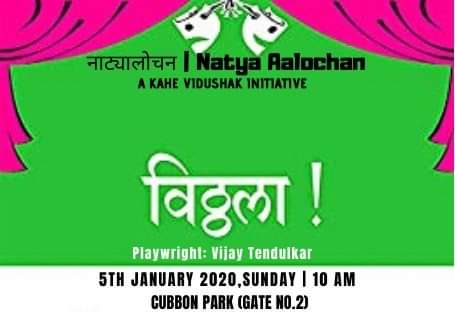 नाट्यालोचन | Natya Aalochan
A KAHE VIDUSHAK INITIATIVE
विठ्ठला !
Playwright: Vijay Tendulkar
5TH JANUARY 2020,SUNDAY | 10 AM
CUBBON PARK (GATE NO.2)